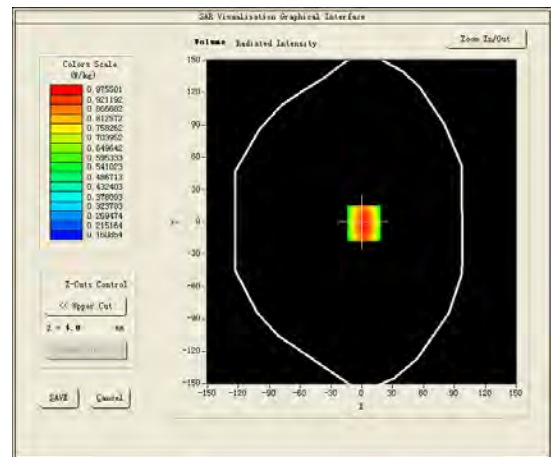 SAR Visualisation Graphical Interface
Volume Radiated Intensity
Zoom In/Out
Colors Scale
(W/kg)
0.975501
0.921192
0.866882
0.812572
0.758262
0.703952
0.649642
0.595333
0.541023
0.486713
0.432403
0.378093
0.323783
0.269474
0.215164
0.160854
Z-Cuts Control
<< Upper Cut
Z = 4.0 mm
SAVE
Cancel
150
120
90
60
30
0
-30
-60
-90
-120
-150
Y
-150 -120 -90 -60 -30 0 30 60 90 120 150
X